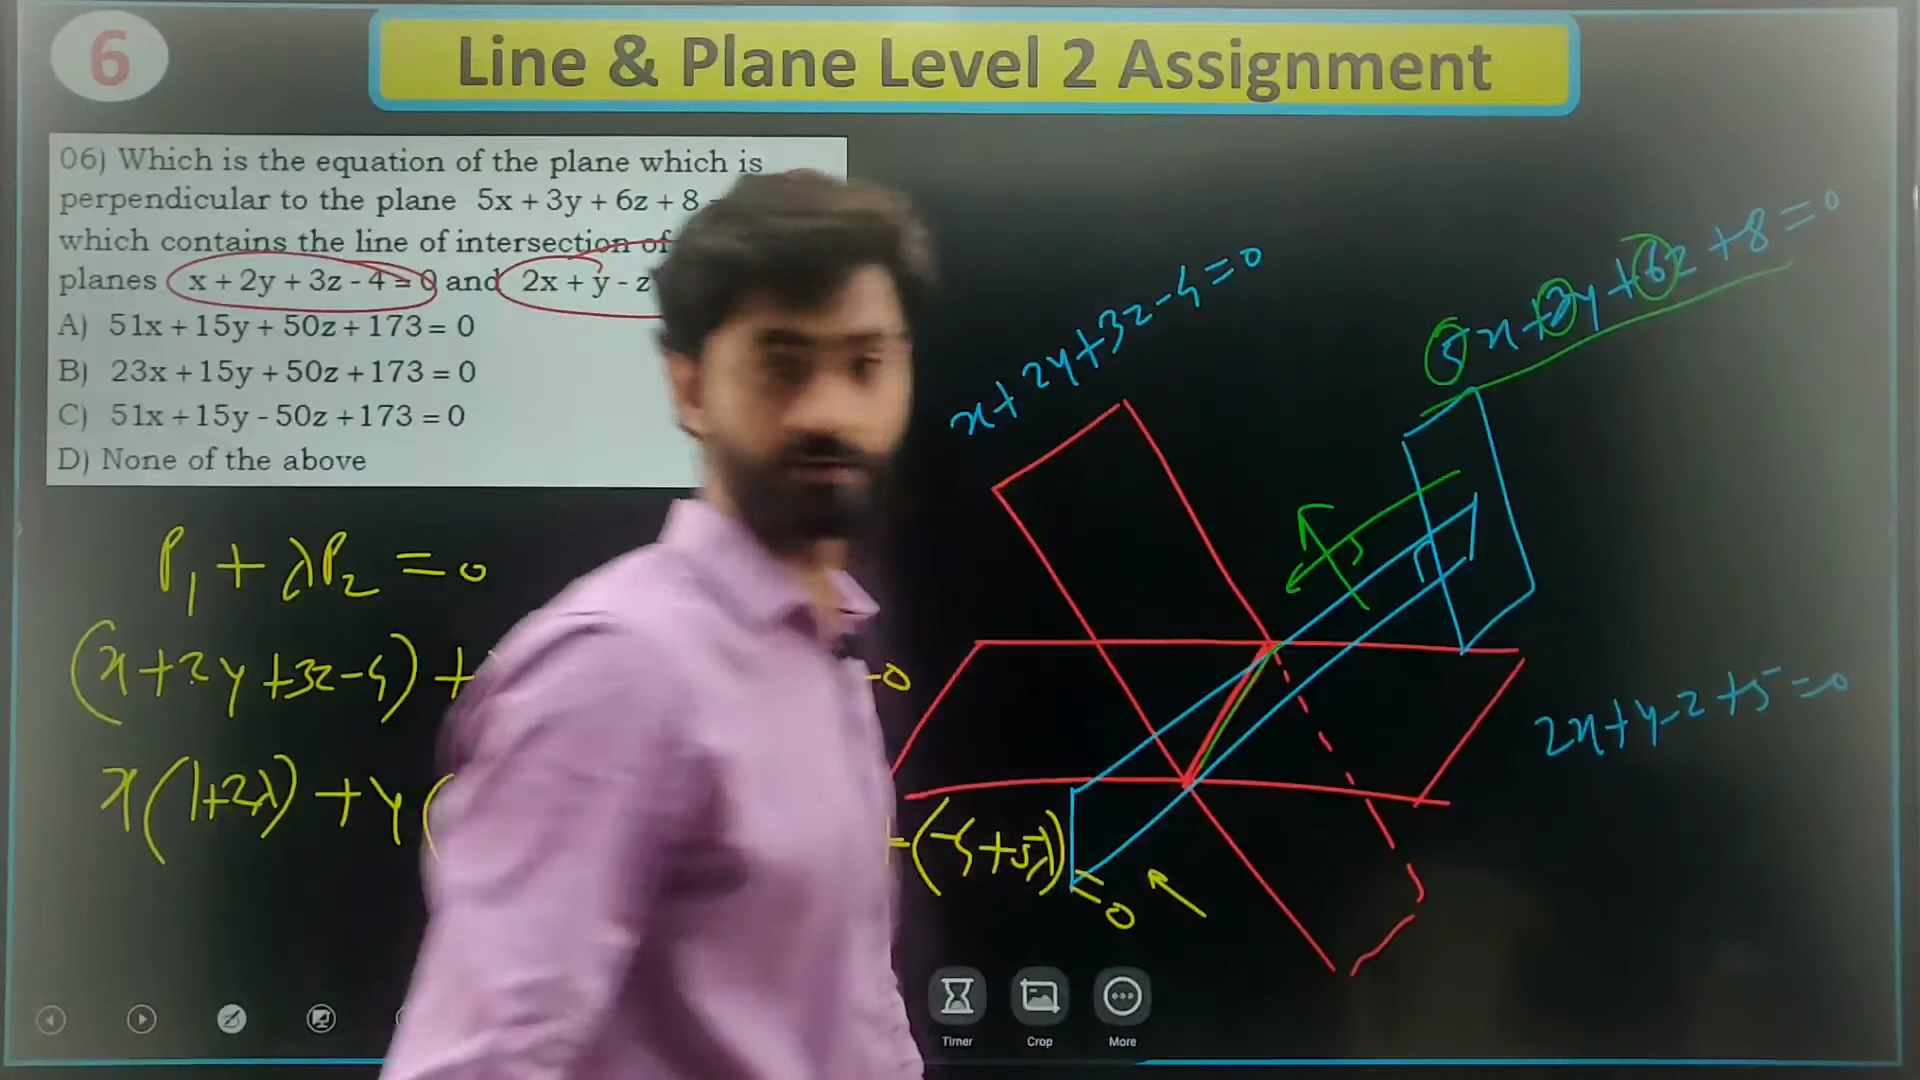 6
Line & Plane Level 2 Assignment
06) Which is the equation of the plane which is
perpendicular to the plane 5x + 3y + 6z + 8
which contains the line of intersection of
planes x + 2y + 3z - 4 = 0 and 2x + y - z
A) 51x + 15y + 50z + 173 = 0
B) 23x + 15y + 50z + 173 = 0
C) 51x + 15y - 50z + 173 = 0
D) None of the above
x+2y+3z-4=0
5x+3y+6z+8=0
2x+y-z+5=0
P₁ + λP₂ = 0
(x+2y+3z-4) + =0
x(1+2λ) + y( +(-4+5λ)
=0
Timer
Crop
More